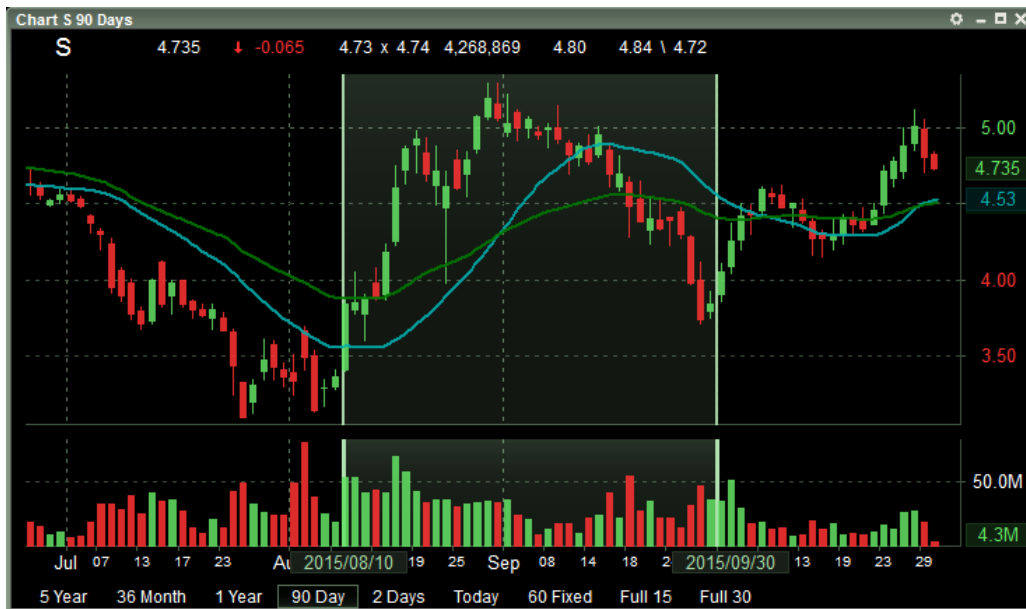 Chart S 90 Days
S 4.735 -0.065 4.73 x 4.74 4,268,869 4.80 4.84 \ 4.72
5.00
4.735
4.53
4.00
3.50
50.0M
4.3M
Jul 07 13 17 23 2015/08/10 19 25 Sep 08 14 18 2015/09/30 13 19 23 29
5 Year 36 Month 1 Year 90 Day 2 Days Today 60 Fixed Full 15 Full 30